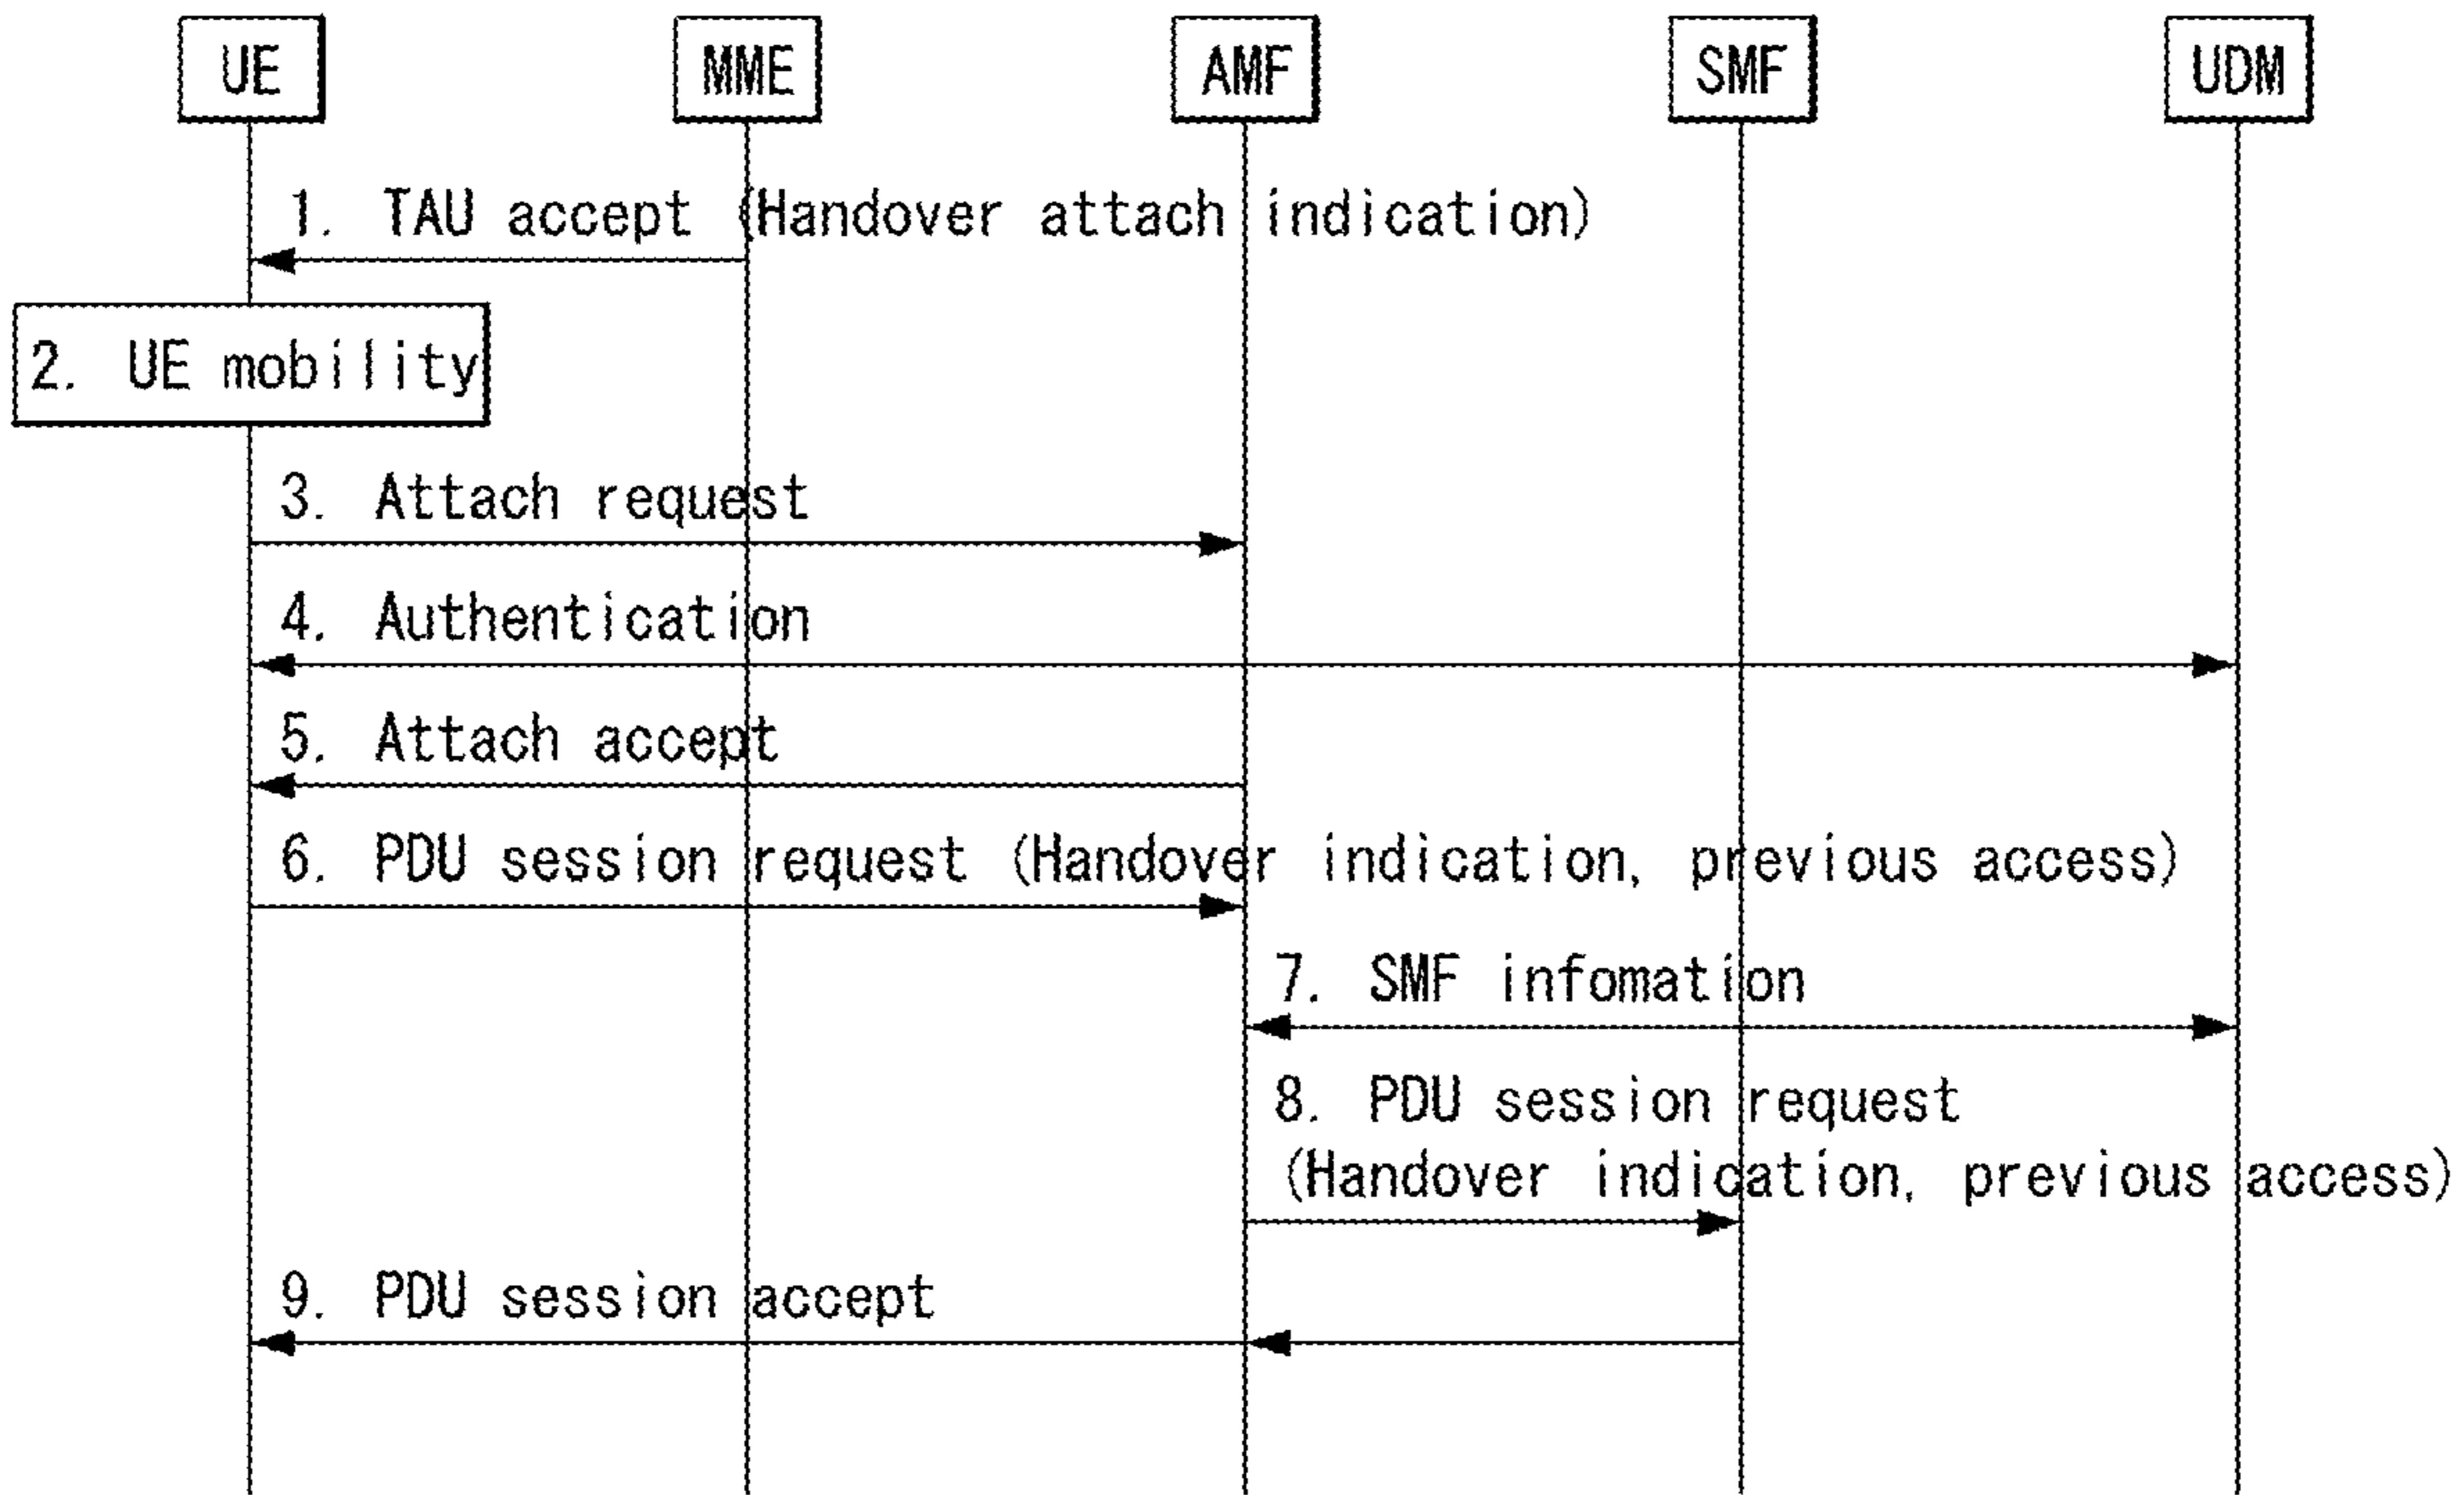 UE
MME
AMF
SMF
UDM
1. TAU accept (Handover attach indication)
2. UE mobility
3. Attach request
4. Authentication
5. Attach accept
6. PDU session request (Handover indication, previous access)
7. SMF infomation
8. PDU session request
(Handover indication, previous access)
9. PDU session accept